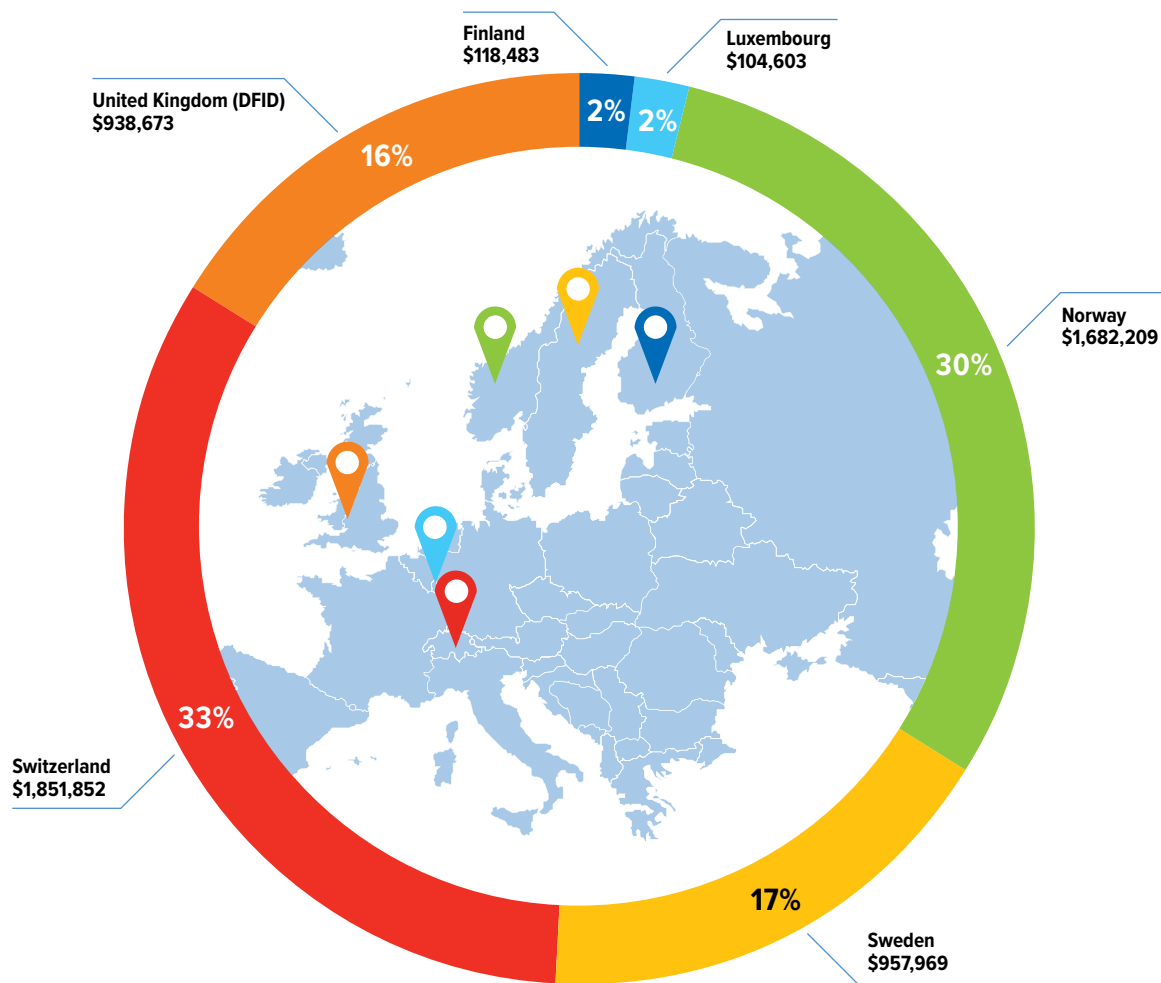 Finland
$118,483
Luxembourg
$104,603
United Kingdom (DFID)
$938,673
2%
2%
16%
Norway
$1,682,209
30%
33%
Switzerland
$1,851,852
17%
Sweden
$957,969